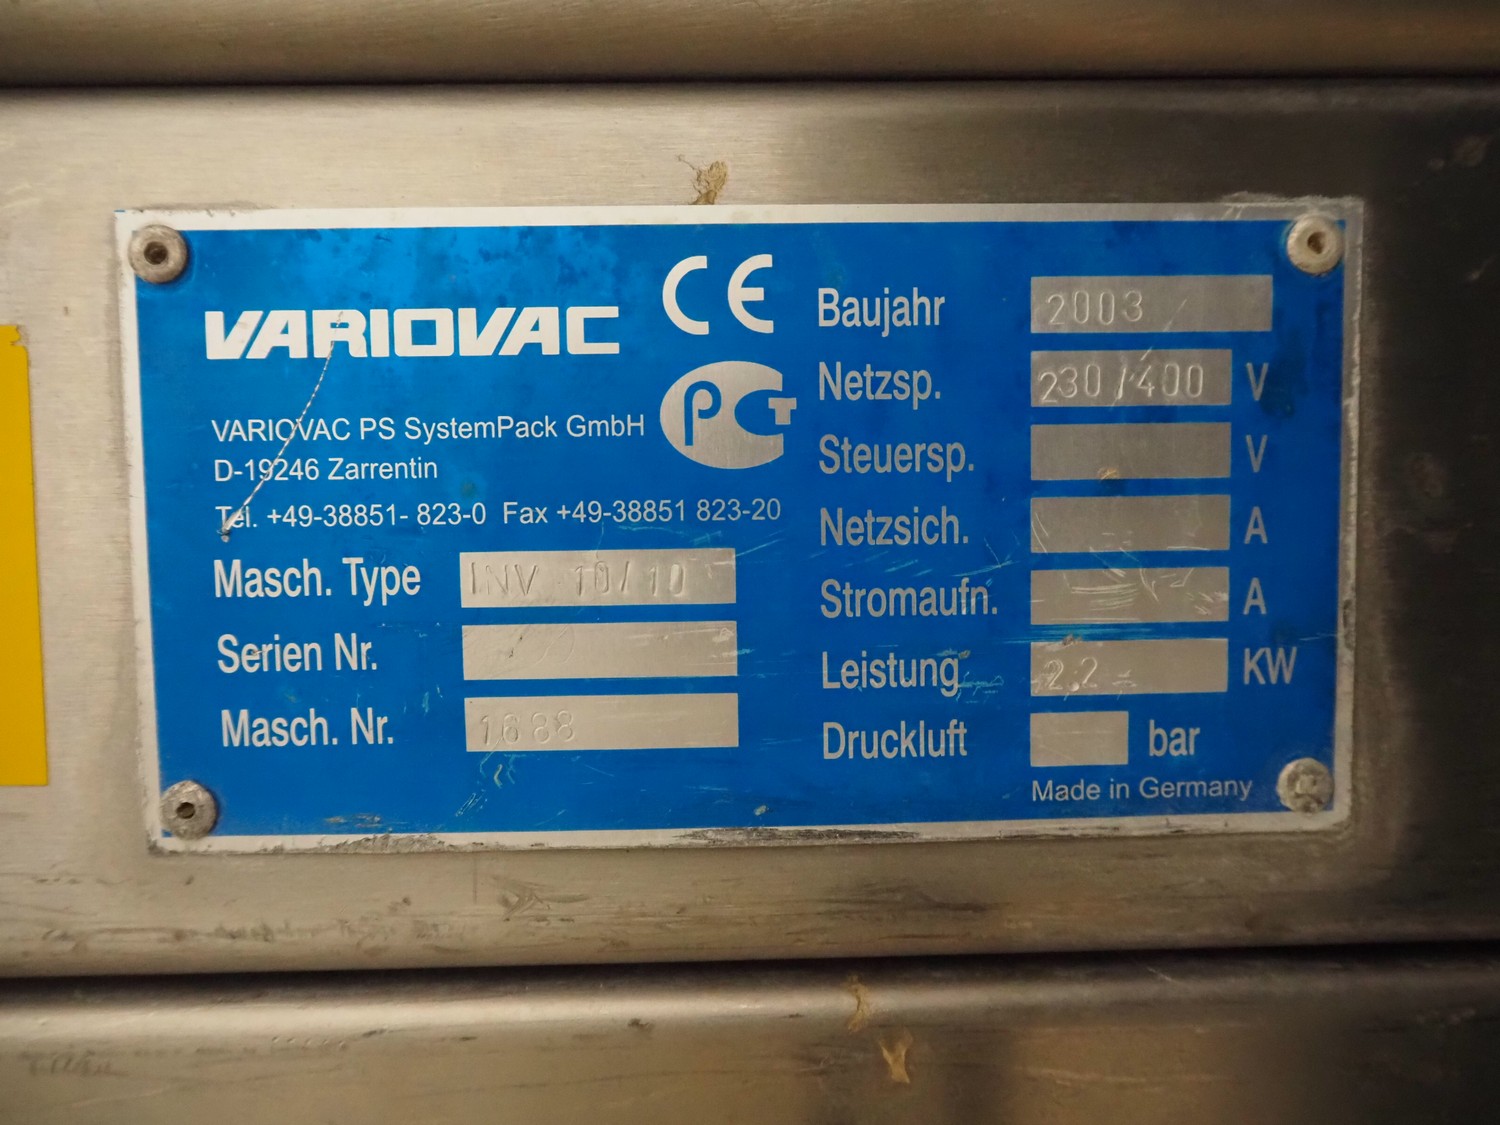 VARIOVAC
CE
PCT
VARIOVAC PS SystemPack GmbH
D-19246 Zarrentin
Tel. +49-38851- 823-0 Fax +49-38851 823-20
Masch. Type INV 10/10
Serien Nr.
Masch. Nr. 1688
Baujahr 2003
Netzsp. 230/400 V
Steuersp. V
Netzsich. A
Stromaufn. A
Leistung 2,2 KW
Druckluft bar
Made in Germany